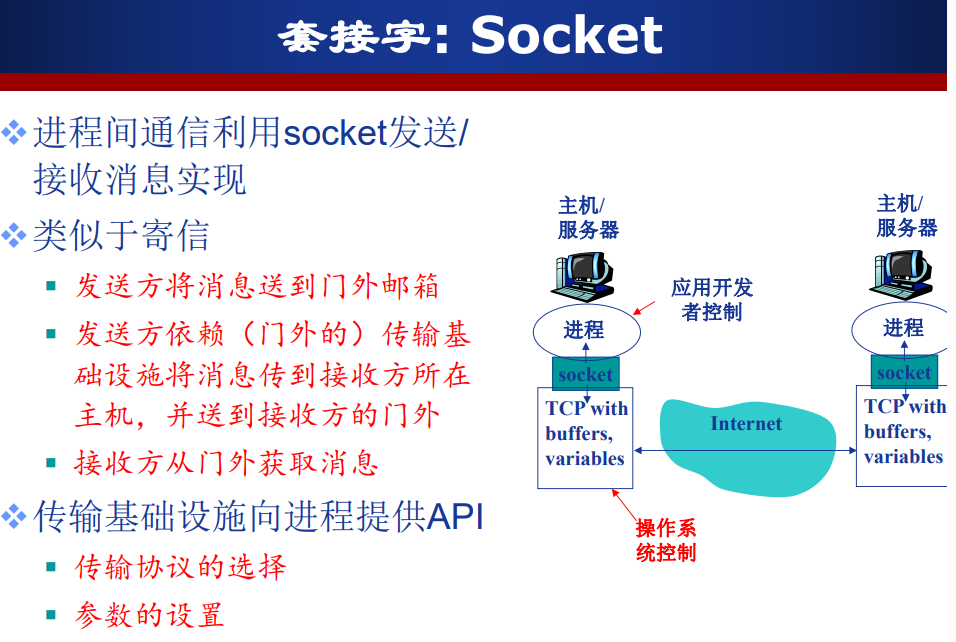 套接字: Socket
进程间通信利用socket发送/
接收消息实现
类似于寄信
发送方将消息送到门外邮箱
发送方依赖（门外的）传输基
础设施将消息传到接收方所在
主机，并送到接收方的门外
接收方从门外获取消息
传输基础设施向进程提供API
传输协议的选择
参数的设置
主机/
服务器
进程
socket
TCP with
buffers,
variables
应用开发
者控制
Internet
操作系
统控制
主机/
服务器
进程
socket
TCP with
buffers,
variables